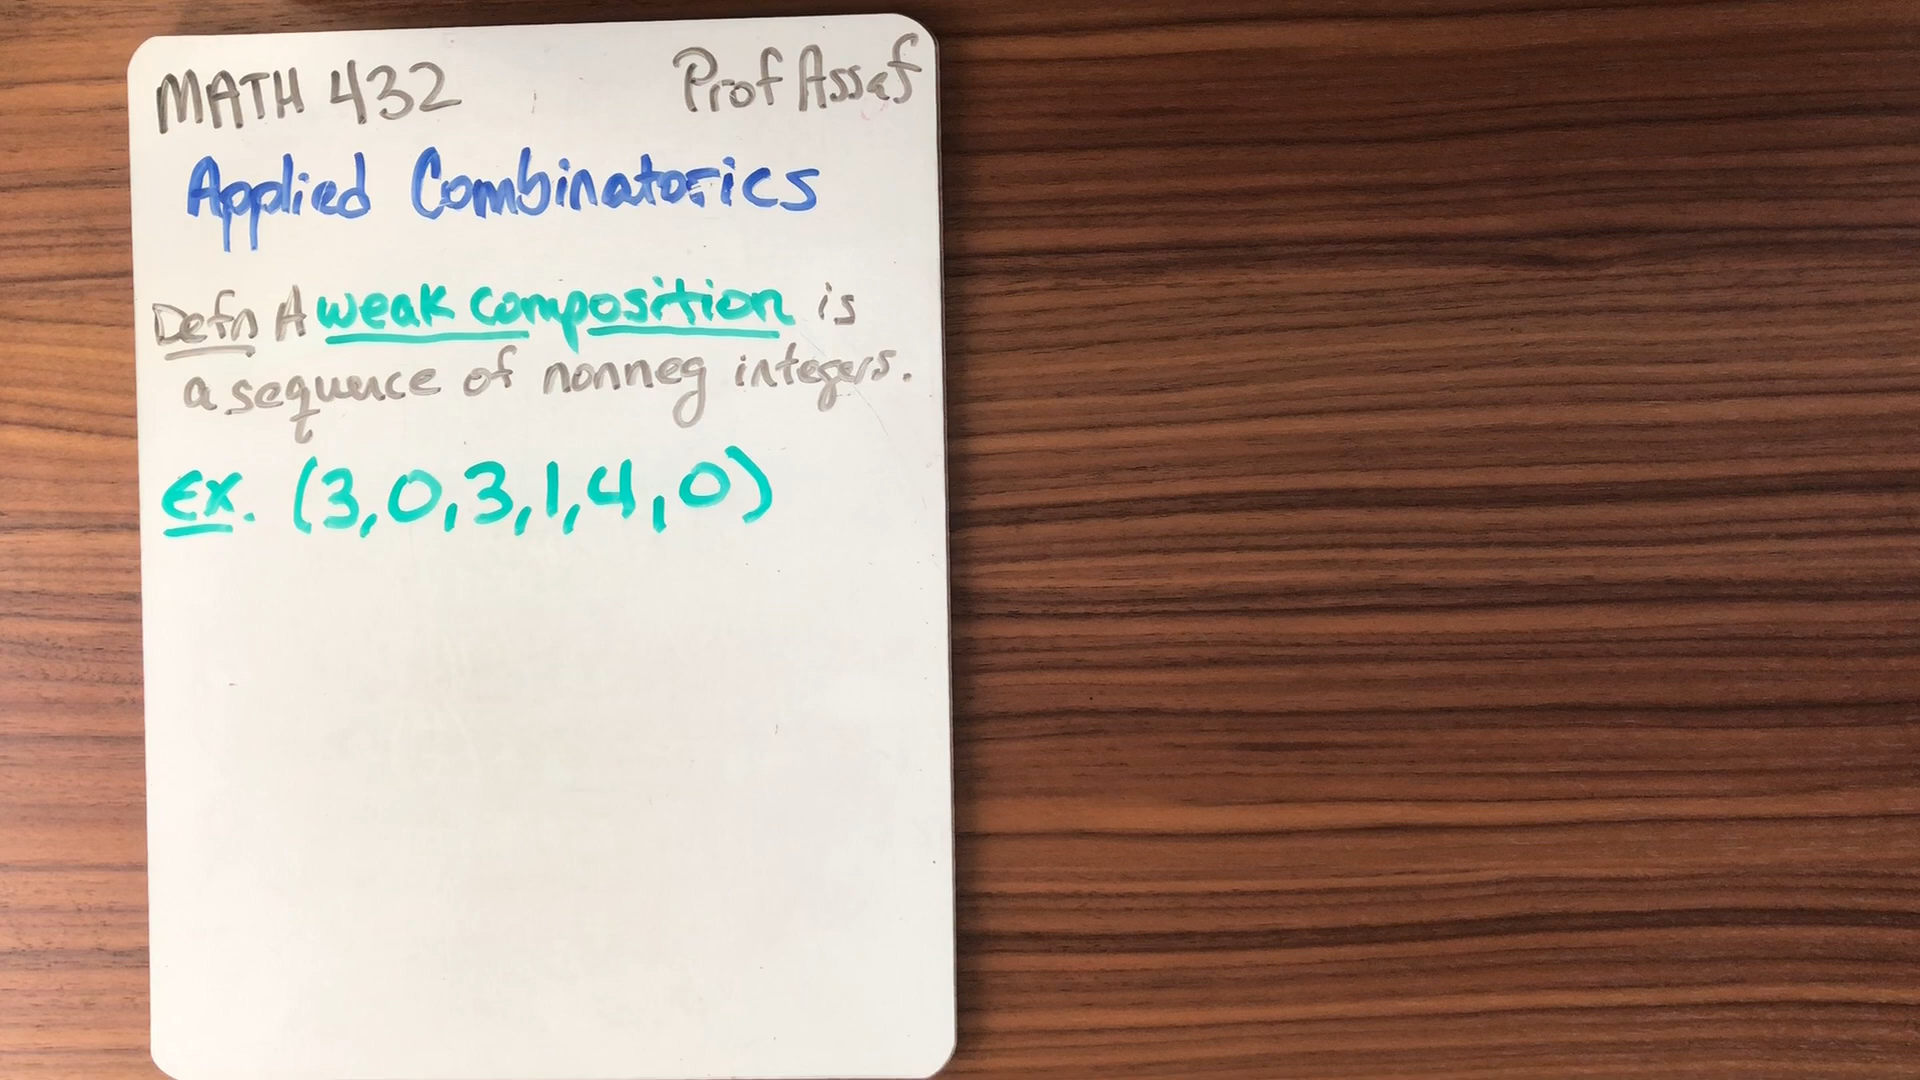 MATH 432 Prof Assaf
Applied Combinatorics
Defn A weak composition is
a sequence of nonneg integers.
Ex. (3,0,3,1,4,0)